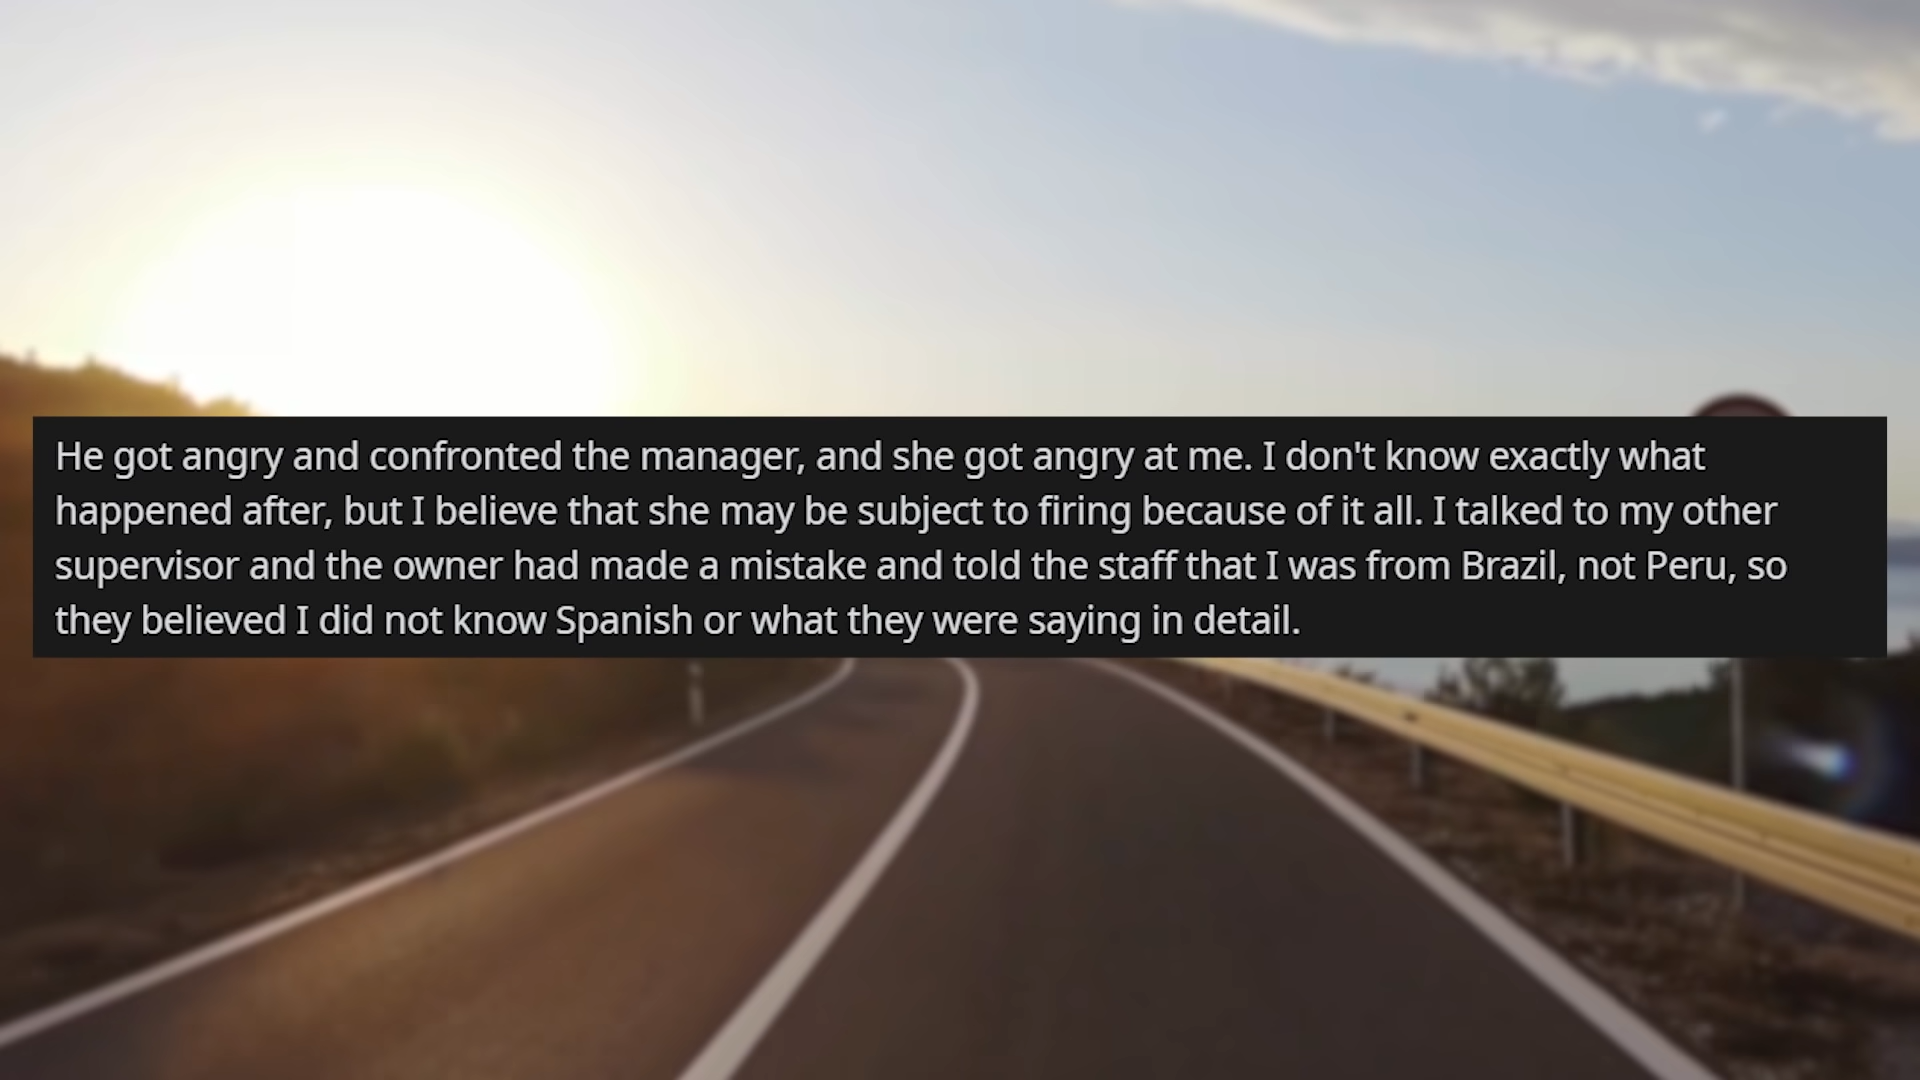 He got angry and confronted the manager, and she got angry at me. I don't know exactly what
happened after, but I believe that she may be subject to firing because of it all. I talked to my other
supervisor and the owner had made a mistake and told the staff that I was from Brazil, not Peru, so
they believed I did not know Spanish or what they were saying in detail.